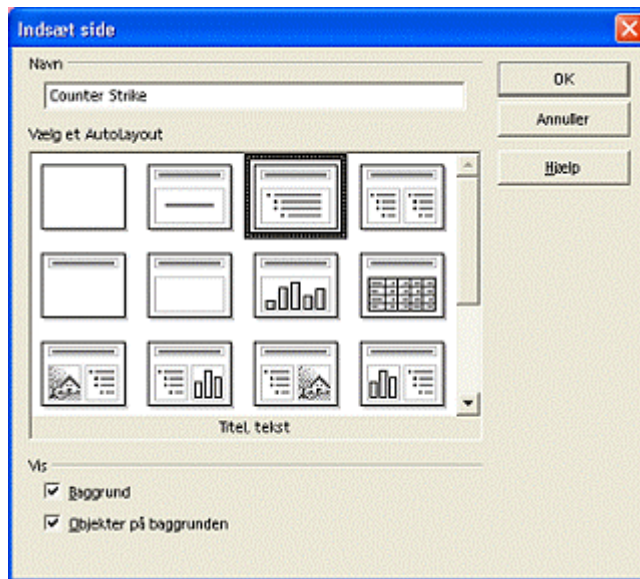 Indsæt side
Navn
Counter Strike
Vælg et AutoLayout
Titel, tekst
Vis
Baggrund
Objekter på baggrunden
OK
Annuller
Hjælp